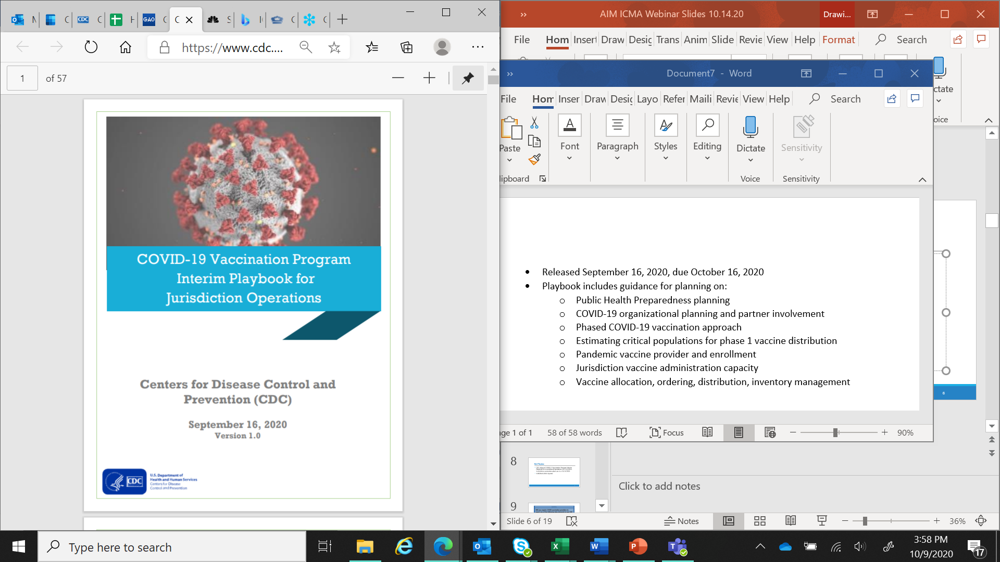 https://www.cdc....
1 of 57
COVID-19 Vaccination Program
Interim Playbook for
Jurisdiction Operations
Centers for Disease Control and
Prevention (CDC)
September 16, 2020
Version 1.0
CDC
U.S. Department of
Health and Human Services
Centers for Disease
Control and Prevention
AIM ICMA Webinar Slides 10.14.20
Drawi...
File Hom Insert Draw Desig Trans Anim Slide Revie View Help Format Search
Document7 - Word
File Hom Inser Draw Desig Layo Refer Maili Revie View Help Search
Paste
Font
Paragraph
Styles
Editing
Dictate
Sensitivity
lipboard
Voice
Sensitivity
ctate
oice
• Released September 16, 2020, due October 16, 2020
• Playbook includes guidance for planning on:
o Public Health Preparedness planning
o COVID-19 organizational planning and partner involvement
o Phased COVID-19 vaccination approach
o Estimating critical populations for phase 1 vaccine distribution
o Pandemic vaccine provider and enrollment
o Jurisdiction vaccine administration capacity
o Vaccine allocation, ordering, distribution, inventory management
6
age 1 of 1 58 of 58 words Focus 90%
8
9
Click to add notes
Slide 6 of 19 Notes 36%
Type here to search
3:58 PM
10/9/2020
17